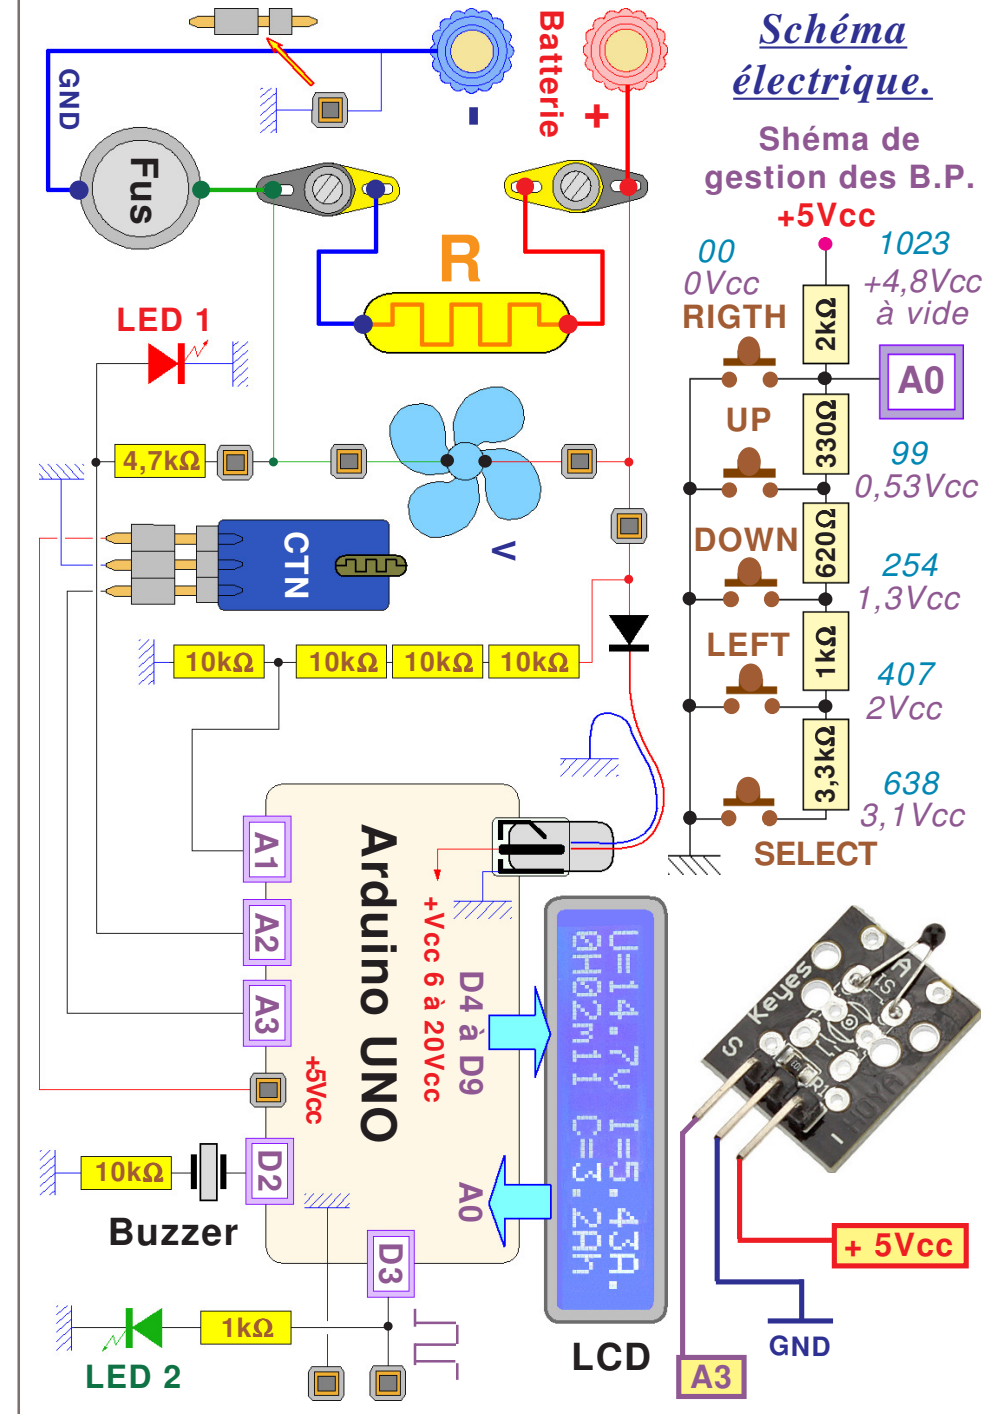 Schéma
électrique.
Shéma de
gestion des B.P.
+5Vcc
00
0Vcc
1023
+4,8Vcc
à vide
RIGTH
2kΩ
A0
UP
330Ω
99
0,53Vcc
DOWN
620Ω
254
1,3Vcc
LEFT
1kΩ
407
2Vcc
3,3kΩ
638
3,1Vcc
SELECT
GND
Fus
-
Batterie
+
R
LED 1
4,7kΩ
V
CTN
10kΩ
10kΩ
10kΩ
10kΩ
Arduino UNO
A1
A2
A3
+5Vcc
+Vcc 6 à 20Vcc
D4 à D9
A0
D2
D3
10kΩ
Buzzer
1kΩ
LED 2
U=14.7V I=5.43A.
0H02m11 C=3.2Ah
LCD
Keyes
S
R1
-
+ 5Vcc
GND
A3